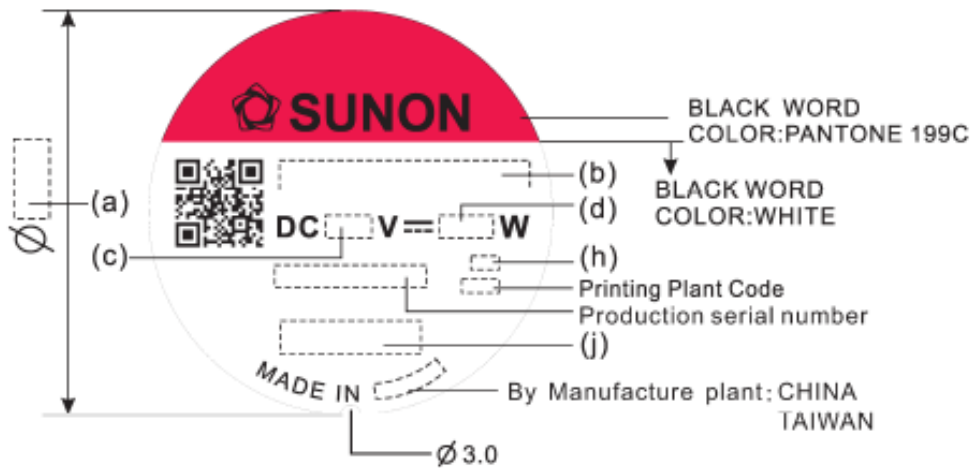 SUNON
BLACK WORD
COLOR:PANTONE 199C
BLACK WORD
COLOR:WHITE
(a)
(b)
DC V W
(d)
(c)
(h)
Printing Plant Code
Production serial number
(j)
MADE IN
By Manufacture plant: CHINA
TAIWAN
Ø
Ø 3.0